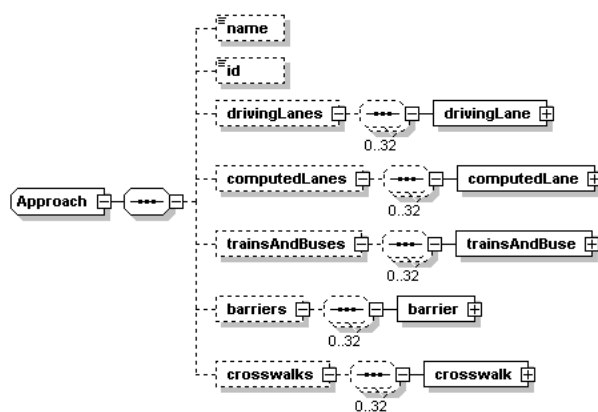 name
id
drivingLanes
drivingLane
0..32
computedLanes
computedLane
0..32
Approach
trainsAndBuses
trainsAndBuse
0..32
barriers
barrier
0..32
crosswalks
crosswalk
0..32